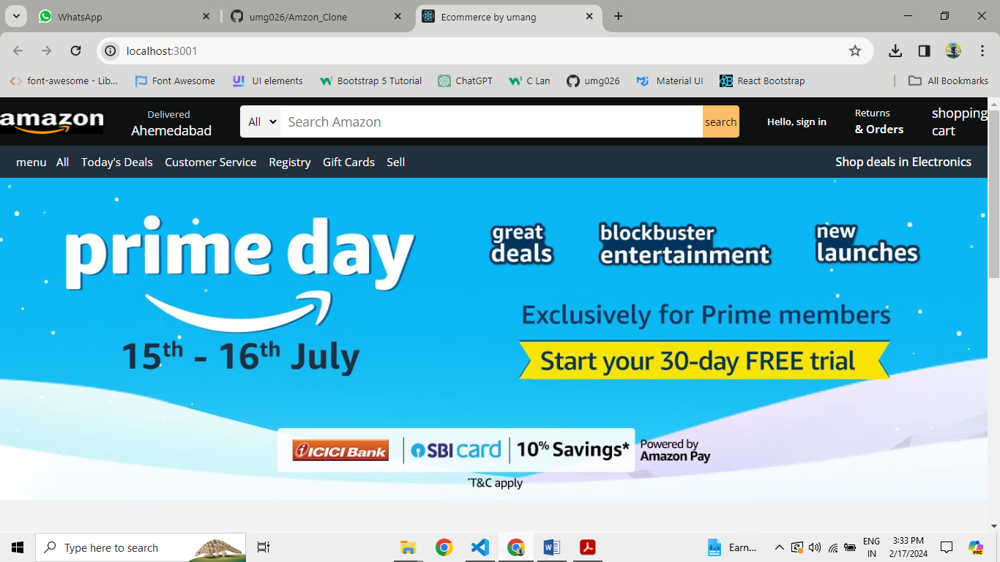 WhatsApp
umg026/Amzon_Clone
Ecommerce by umang
localhost:3001
font-awesome - Lib...
Font Awesome
UI elements
Bootstrap 5 Tutorial
ChatGPT
C Lan
umg026
Material UI
React Bootstrap
All Bookmarks
amazon
Delivered
Ahemedabad
All
Search Amazon
search
Hello, sign in
Returns
& Orders
shopping
cart
menu All Today's Deals Customer Service Registry Gift Cards Sell
Shop deals in Electronics
prime day
15th - 16th July
great
deals
blockbuster
entertainment
new
launches
Exclusively for Prime members
Start your 30-day FREE trial
ICICI Bank
SBI card
10% Savings*
Powered by
Amazon Pay
*T&C apply
Type here to search
Earn...
ENG
IN
3:33 PM
2/17/2024
PRE